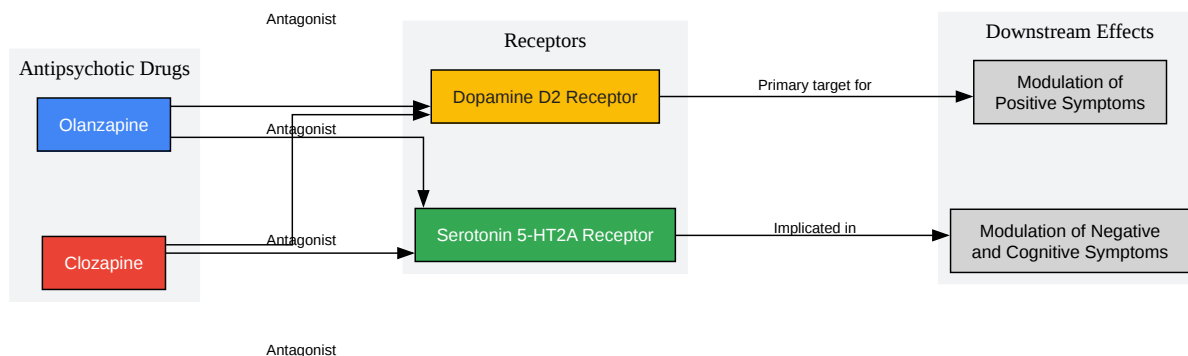 Antagonist
Antipsychotic Drugs
Olanzapine
Clozapine
Antagonist
Antagonist
Antagonist
Receptors
Dopamine D2 Receptor
Serotonin 5-HT2A Receptor
Primary target for
Implicated in
Downstream Effects
Modulation of
Positive Symptoms
Modulation of Negative
and Cognitive Symptoms